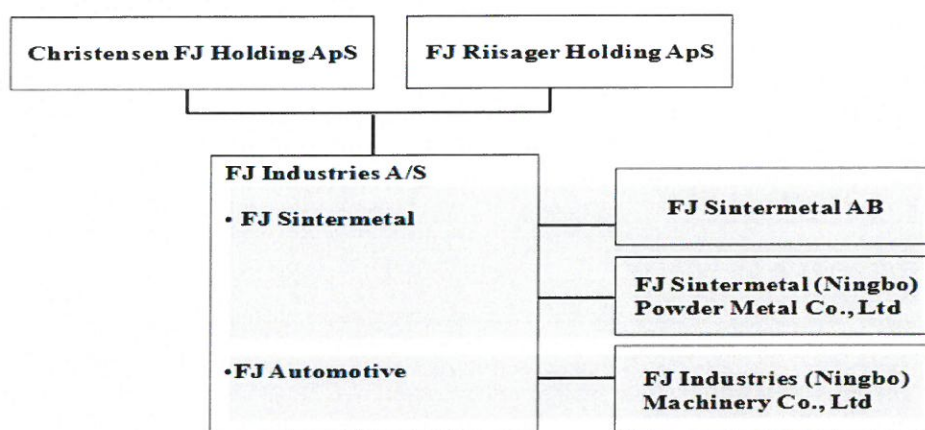 Christensen FJ Holding ApS
FJ Riisager Holding ApS
FJ Industries A/S
• FJ Sintermetal
•FJ Automotive
FJ Sintermetal AB
FJ Sintermetal (Ningbo)
Powder Metal Co., Ltd
FJ Industries (Ningbo)
Machinery Co., Ltd